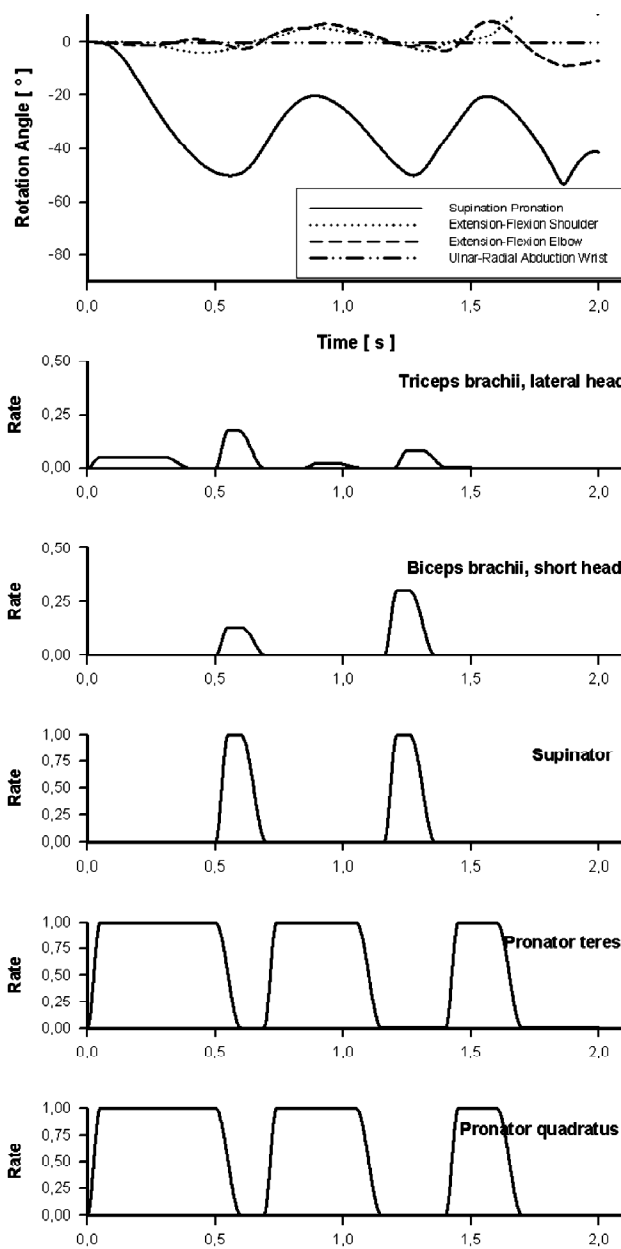 Rotation Angle [ ° ]
0
-20
-40
-60
-80
Supination Pronation
Extension-Flexion Shoulder
Extension-Flexion Elbow
Ulnar-Radial Abduction Wrist
0,0 0,5 1,0 1,5 2,0
Time [ s ]
Triceps brachii, lateral head
Rate
0,50
0,25
0,00
0,0 0,5 1,0 1,5 2,0
Biceps brachii, short head
Rate
0,50
0,25
0,00
0,0 0,5 1,0 1,5 2,0
Supinator
Rate
1,00
0,75
0,50
0,25
0,00
0,0 0,5 1,0 1,5 2,0
Pronator teres
Rate
1,00
0,75
0,50
0,25
0,00
0,0 0,5 1,0 1,5 2,0
Pronator quadratus
Rate
1,00
0,75
0,50
0,25
0,00
0,0 0,5 1,0 1,5 2,0